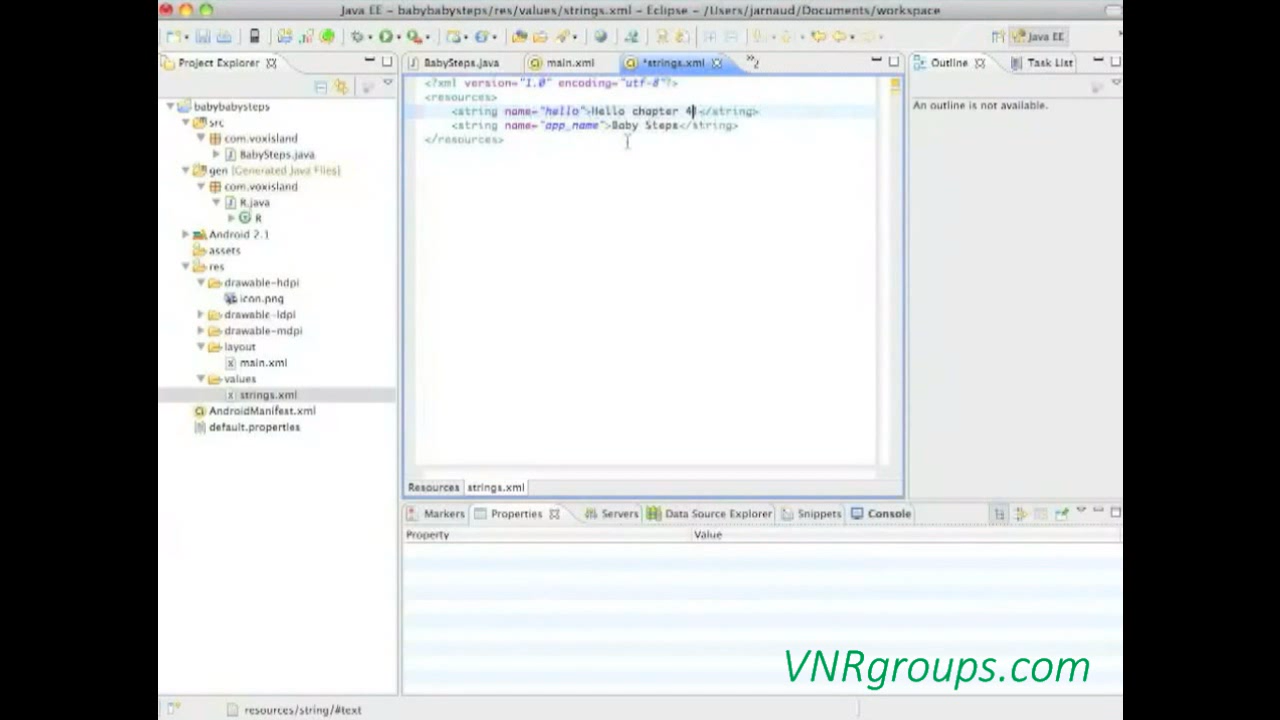 Java EE - babybabysteps/res/values/strings.xml - Eclipse - /Users/jarnaud/Documents/workspace
Java EE
Project Explorer
BabySteps.java
main.xml
*strings.xml
2
Outline
Task List
babybabysteps
src
com.voxisland
BabySteps.java
gen [Generated Java Files]
com.voxisland
R.java
R
Android 2.1
assets
res
drawable-hdpi
icon.png
drawable-ldpi
drawable-mdpi
layout
main.xml
values
strings.xml
AndroidManifest.xml
default.properties
<?xml version="1.0" encoding="utf-8"?>
<resources>
<string name="hello">Hello chapter 4</string>
<string name="app_name">Baby Steps</string>
</resources>
An outline is not available.
Resources strings.xml
Markers Properties Servers Data Source Explorer Snippets Console
Property Value
VNRgroups.com
resources/string/#text